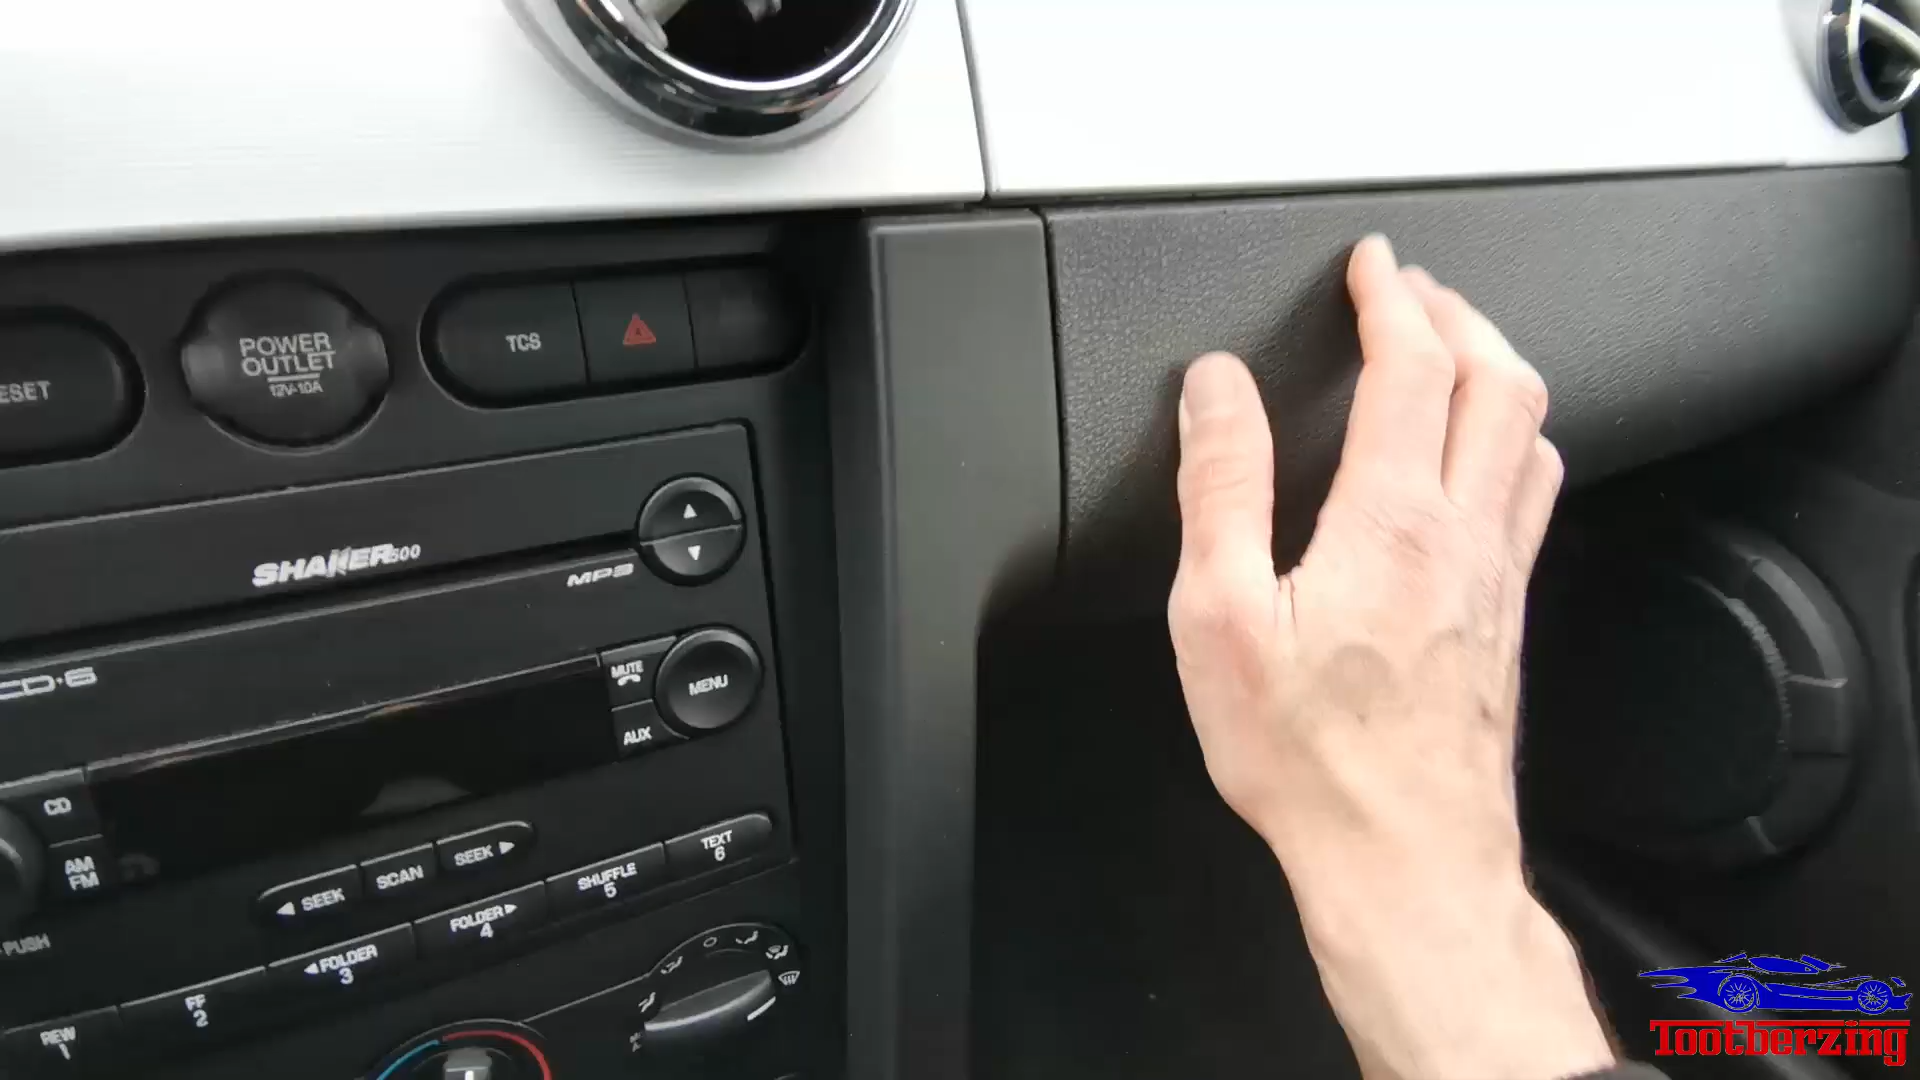 ESET
POWER
OUTLET
12V-10A
TCS
SHAKER500
MP3
CD•6
MUTE
MENU
AUX
CD
AM
FM
◀ SEEK
SCAN
SEEK ▶
PUSH
REW
1
FF
2
◀FOLDER
3
FOLDER▶
4
SHUFFLE
5
TEXT
6
Tootberzing